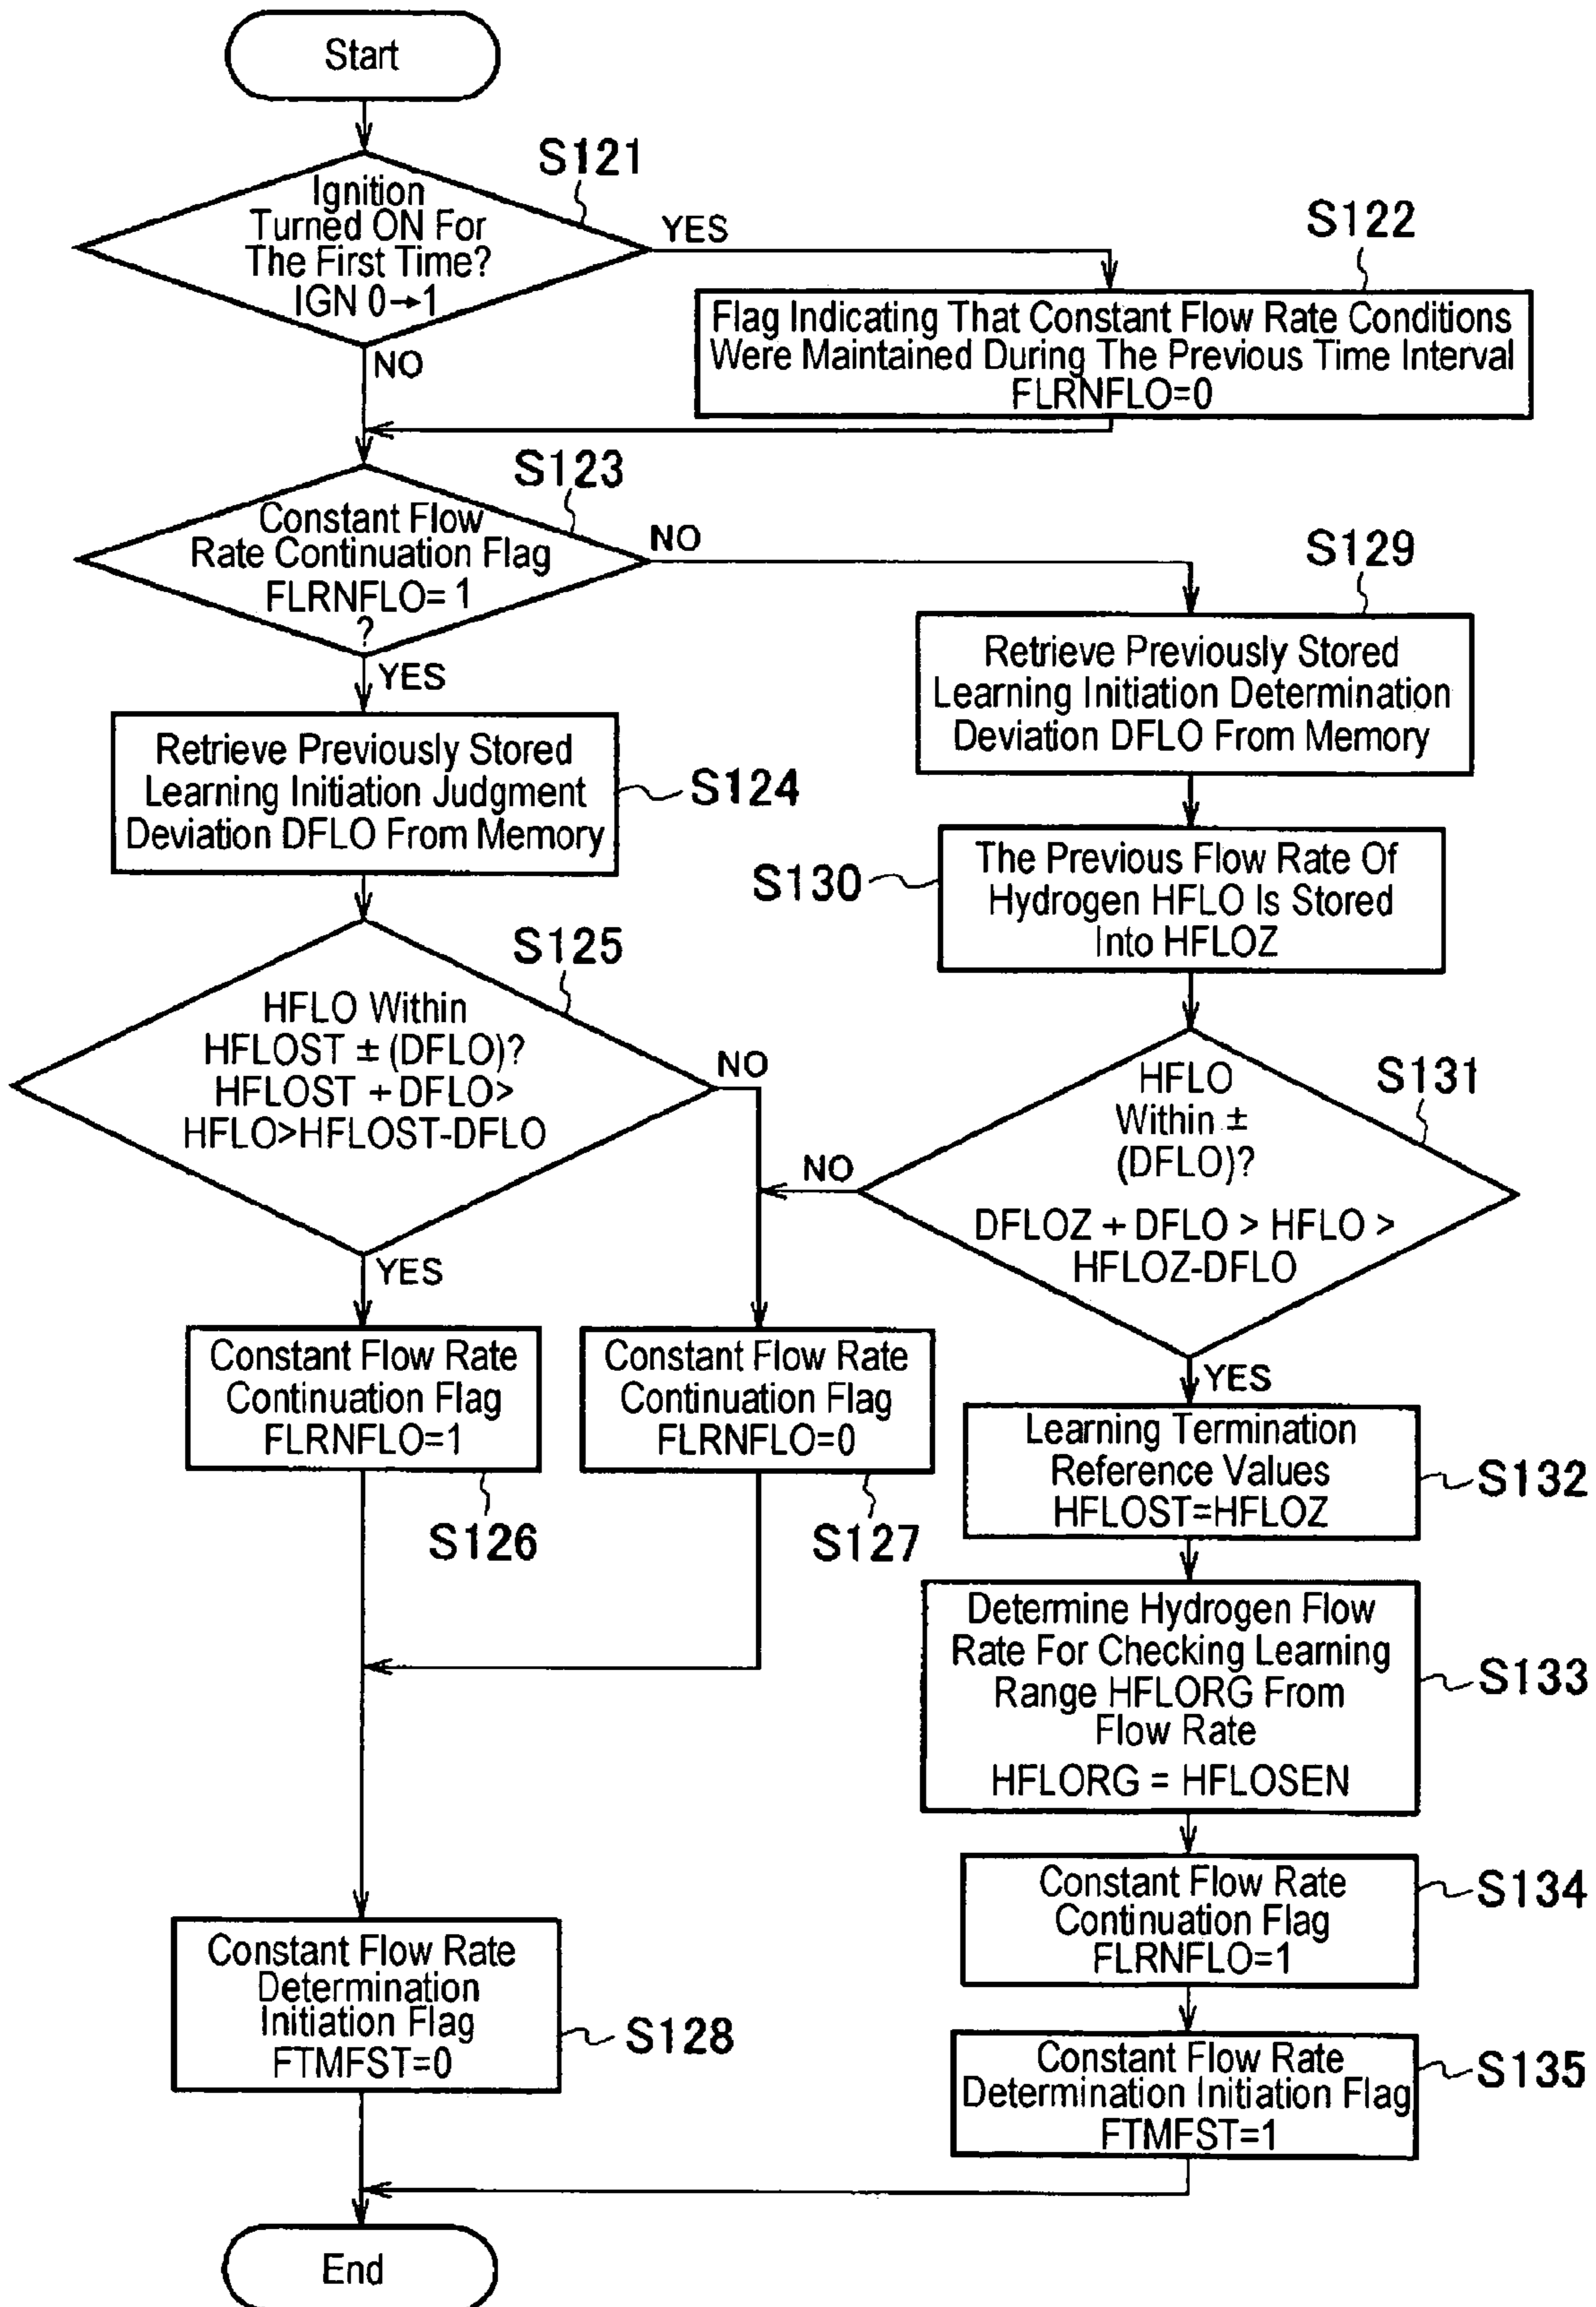 Start
S121
Ignition
Turned ON For
The First Time?
IGN 0→1
YES
NO
S122
Flag Indicating That Constant Flow Rate Conditions
Were Maintained During The Previous Time Interval
FLRNFLO=0
S123
Constant Flow
Rate Continuation Flag
FLRNFLO= 1
?
NO
YES
S129
Retrieve Previously Stored
Learning Initiation Determination
Deviation DFLO From Memory
Retrieve Previously Stored
Learning Initiation Judgment
Deviation DFLO From Memory
S124
S130
The Previous Flow Rate Of
Hydrogen HFLO Is Stored
Into HFLOZ
S125
HFLO Within
HFLOST ± (DFLO)?
HFLOST + DFLO>
HFLO>HFLOST-DFLO
NO
YES
S131
HFLO
Within ±
(DFLO)?
DFLOZ + DFLO > HFLO >
HFLOZ-DFLO
NO
YES
Constant Flow Rate
Continuation Flag
FLRNFLO=1
S126
Constant Flow Rate
Continuation Flag
FLRNFLO=0
S127
Learning Termination
Reference Values
HFLOST=HFLOZ
S132
Determine Hydrogen Flow
Rate For Checking Learning
Range HFLORG From
Flow Rate
HFLORG = HFLOSEN
S133
Constant Flow Rate
Continuation Flag
FLRNFLO=1
S134
Constant Flow Rate
Determination
Initiation Flag
FTMFST=0
S128
Constant Flow Rate
Determination Initiation Flag
FTMFST=1
S135
End